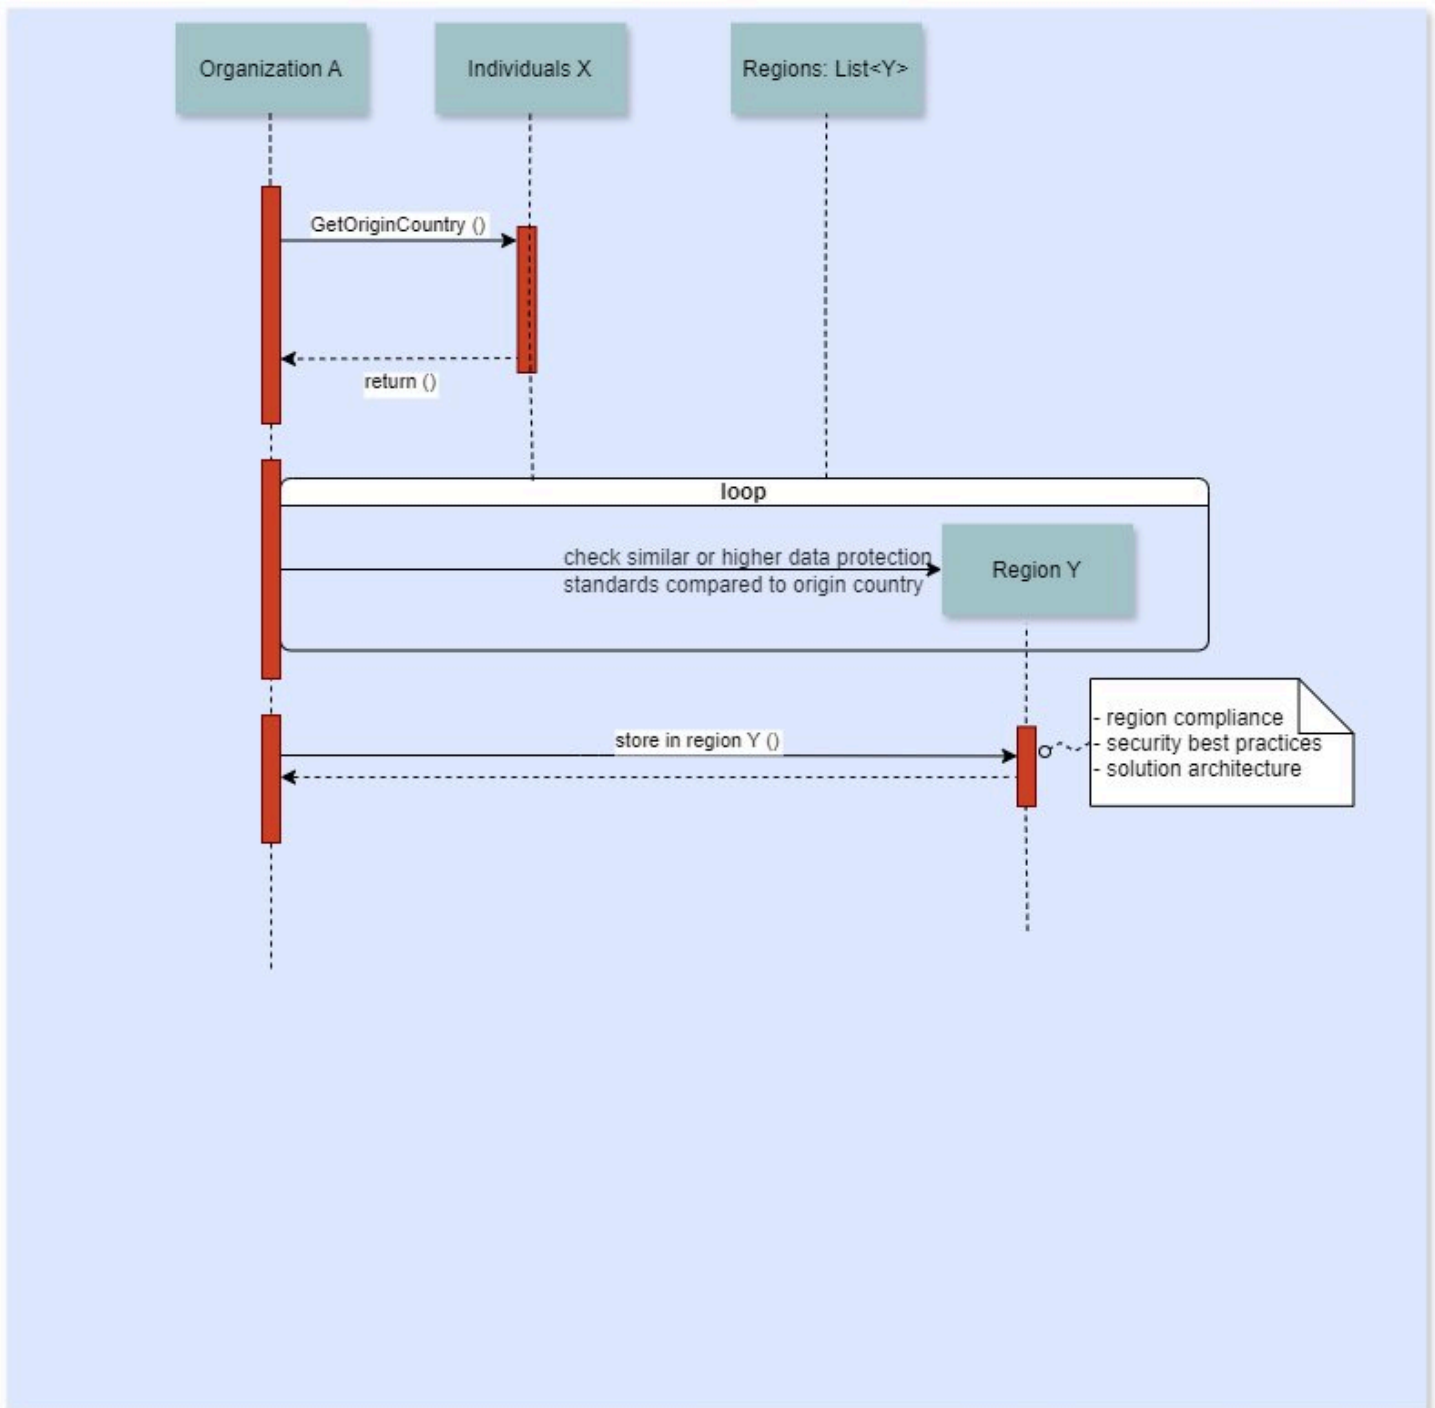 Organization A
Individuals X
Regions: List<Y>
GetOriginCountry ()
return ()
loop
check similar or higher data protection
standards compared to origin country
Region Y
store in region Y ()
- region compliance
- security best practices
- solution architecture